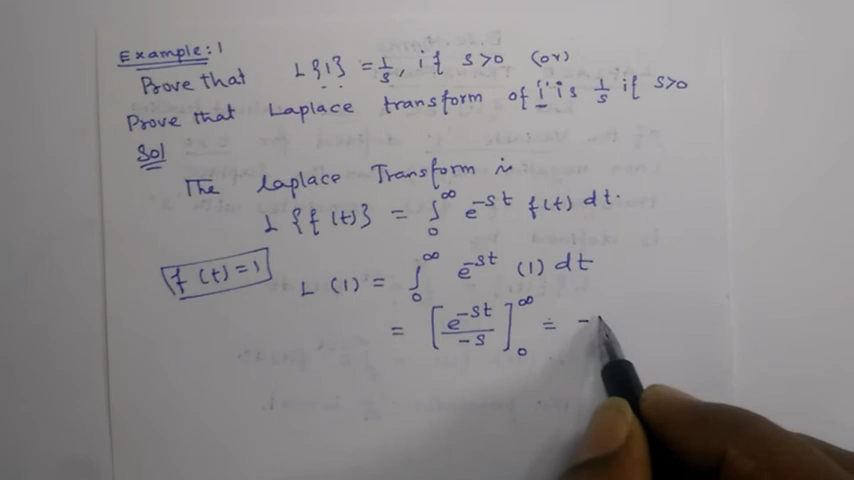 Example: 1
Prove that L{1} = 1/s, if s>0 (or)
Prove that Laplace transform of '1' is 1/s if s>0
Sol
The Laplace Transform is
L {f(t)} = ∫₀^∞ e^{-st} f(t) dt.
f(t)=1 L(1) = ∫₀^∞ e^{-st} (1) dt
= [e^{-st}/-s]₀^∞ = -